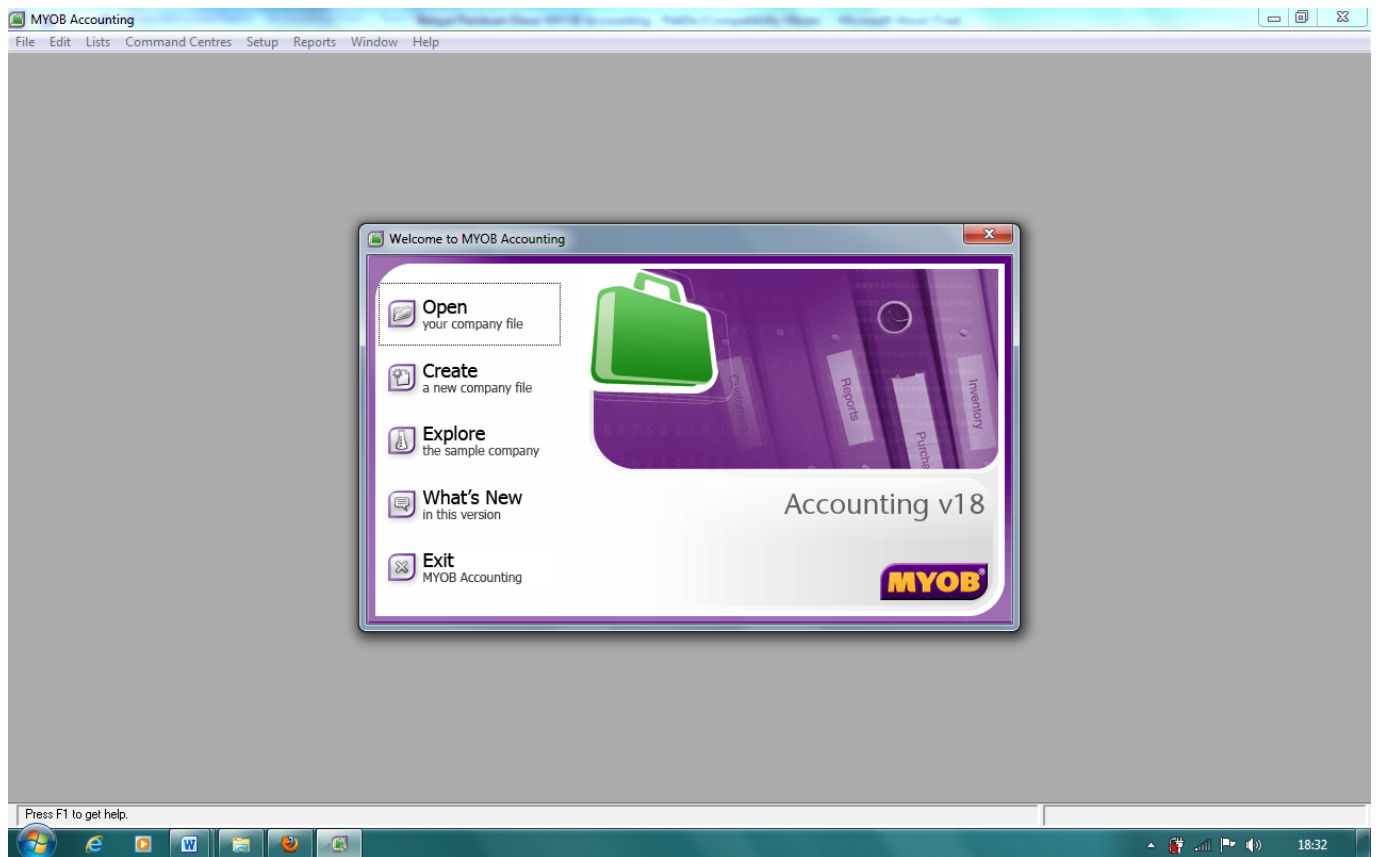 MYOB Accounting
File Edit Lists Command Centres Setup Reports Window Help
Welcome to MYOB Accounting
Open
your company file
Create
a new company file
Explore
the sample company
What's New
in this version
Exit
MYOB Accounting
Customers
Reports
Purcha
Inventory
Accounting v18
MYOB®
Press F1 to get help.
18:32